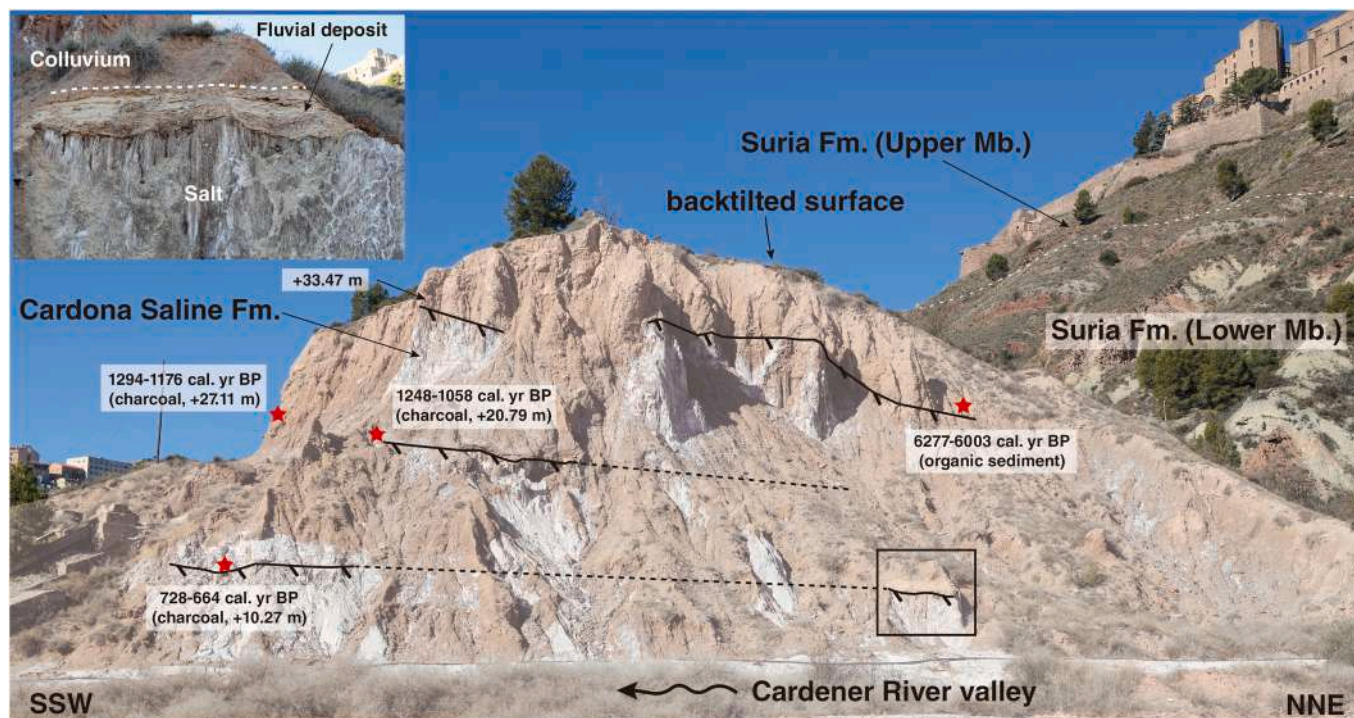 Fluvial deposit
Colluvium
Salt
Suria Fm. (Upper Mb.)
backtilted surface
+33.47 m
Cardona Saline Fm.
Suria Fm. (Lower Mb.)
1294-1176 cal. yr BP
(charcoal, +27.11 m)
1248-1058 cal. yr BP
(charcoal, +20.79 m)
6277-6003 cal. yr BP
(organic sediment)
728-664 cal. yr BP
(charcoal, +10.27 m)
SSW
Cardener River valley
NNE